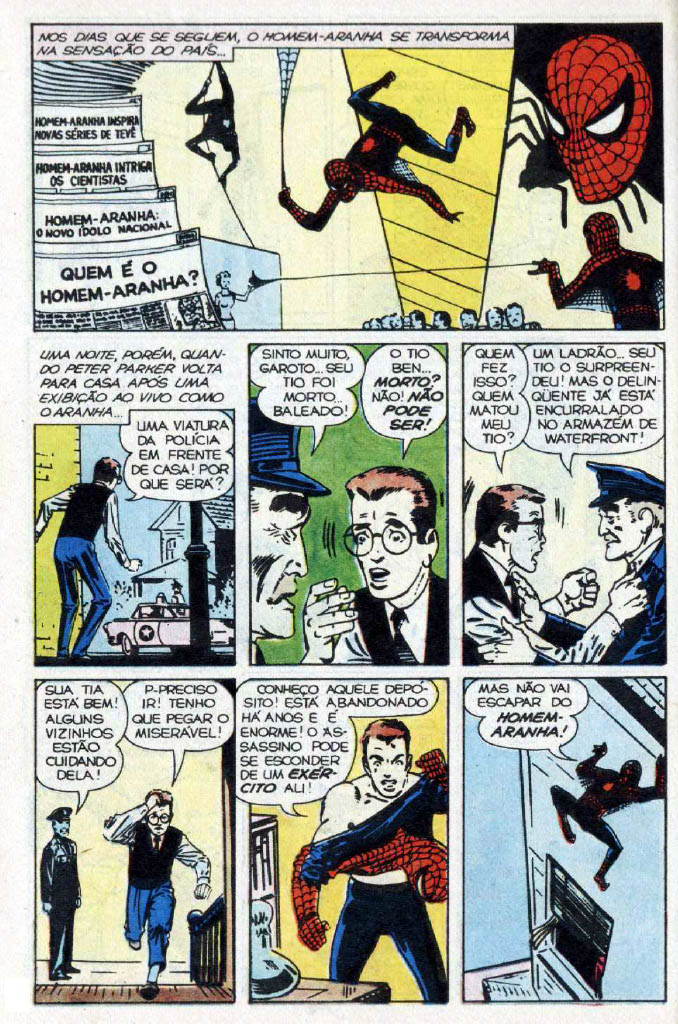 NOS DIAS QUE SE SEGUEM, O HOMEM-ARANHA SE TRANSFORMA
NA SENSAÇÃO DO PAÍS...
HOMEM-ARANHA INSPIRA
NOVAS SÉRIES DE TEVÊ
HOMEM-ARANHA INTRIGA
OS CIENTISTAS
HOMEM-ARANHA:
O NOVO ÍDOLO NACIONAL
QUEM É O
HOMEM-ARANHA?
UMA NOITE, PORÉM, QUAN-
DO PETER PARKER VOLTA
PARA CASA APÓS UMA
EXIBIÇÃO AO VIVO COMO
O ARANHA...
UMA VIATURA
DA POLÍCIA
EM FRENTE
DE CASA! POR
QUE SERÁ?
SINTO MUITO,
GAROTO... SEU
TIO FOI
MORTO...
BALEADO!
O TIO
BEN...
MORTO?
NÃO! NÃO
PODE
SER!
QUEM
FEZ
ISSO?
QUEM
MATOU
MEU
TIO?
UM LADRÃO... SEU
TIO O SURPREEN-
DEU! MAS O DELIN-
QÜENTE JÁ ESTÁ
ENCURRALADO
NO ARMAZÉM DE
WATERFRONT!
SUA TIA
ESTÁ BEM!
ALGUNS
VIZINHOS
ESTÃO
CUIDANDO
DELA!
P-PRECISO
IR! TENHO
QUE PEGAR O
MISERÁVEL!
CONHEÇO AQUELE DEPÓ-
SITO! ESTÁ ABANDONADO
HÁ ANOS E É
ENORME! O AS-
SASSINO PODE
SE ESCONDER
DE UM EXÉR-
CITO ALI!
MAS NÃO VAI
ESCAPAR DO
HOMEM-
ARANHA!